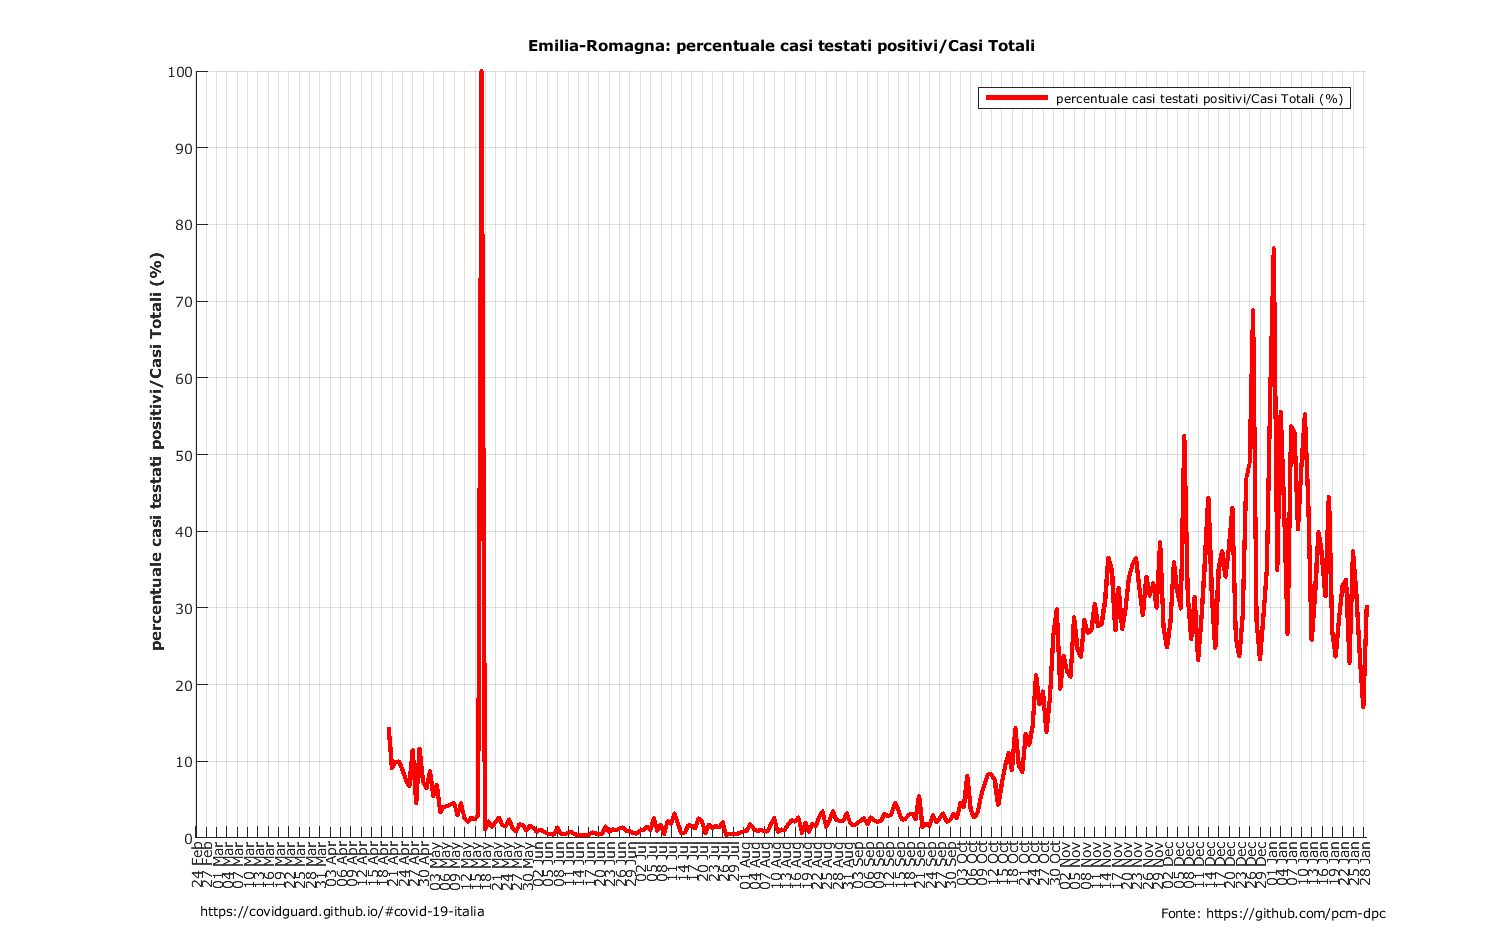 Emilia-Romagna: percentuale casi testati positivi/Casi Totali
percentuale casi testati positivi/Casi Totali (%)
percentuale casi testati positivi/Casi Totali (%)
100
90
80
70
60
50
40
30
20
10
0
24 Feb
27 Feb
01 Mar
04 Mar
07 Mar
10 Mar
13 Mar
16 Mar
19 Mar
22 Mar
25 Mar
28 Mar
31 Mar
03 Apr
06 Apr
09 Apr
12 Apr
15 Apr
18 Apr
21 Apr
24 Apr
27 Apr
30 Apr
03 May
06 May
09 May
12 May
15 May
18 May
21 May
24 May
27 May
30 May
02 Jun
05 Jun
08 Jun
11 Jun
14 Jun
17 Jun
20 Jun
23 Jun
26 Jun
29 Jun
02 Jul
05 Jul
08 Jul
11 Jul
14 Jul
17 Jul
20 Jul
23 Jul
26 Jul
29 Jul
01 Aug
04 Aug
07 Aug
10 Aug
13 Aug
16 Aug
19 Aug
22 Aug
25 Aug
28 Aug
31 Aug
03 Sep
06 Sep
09 Sep
12 Sep
15 Sep
18 Sep
21 Sep
24 Sep
27 Sep
30 Sep
03 Oct
06 Oct
09 Oct
12 Oct
15 Oct
18 Oct
21 Oct
24 Oct
27 Oct
30 Oct
02 Nov
05 Nov
08 Nov
11 Nov
14 Nov
17 Nov
20 Nov
23 Nov
26 Nov
29 Nov
02 Dec
05 Dec
08 Dec
11 Dec
14 Dec
17 Dec
20 Dec
23 Dec
26 Dec
29 Dec
01 Jan
04 Jan
07 Jan
10 Jan
13 Jan
16 Jan
19 Jan
22 Jan
25 Jan
28 Jan
https://covidguard.github.io/#covid-19-italia
Fonte: https://github.com/pcm-dpc